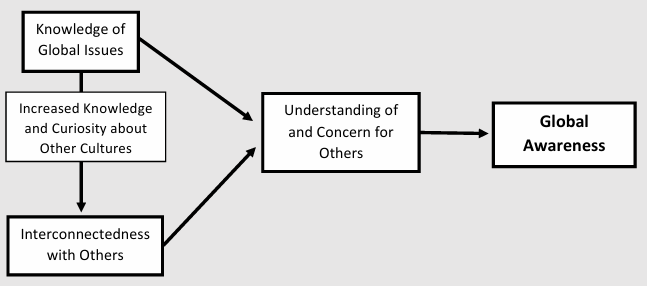 Knowledge of
Global Issues
Increased Knowledge
and Curiosity about
Other Cultures
Interconnectedness
with Others
Understanding of
and Concern for
Others
Global
Awareness